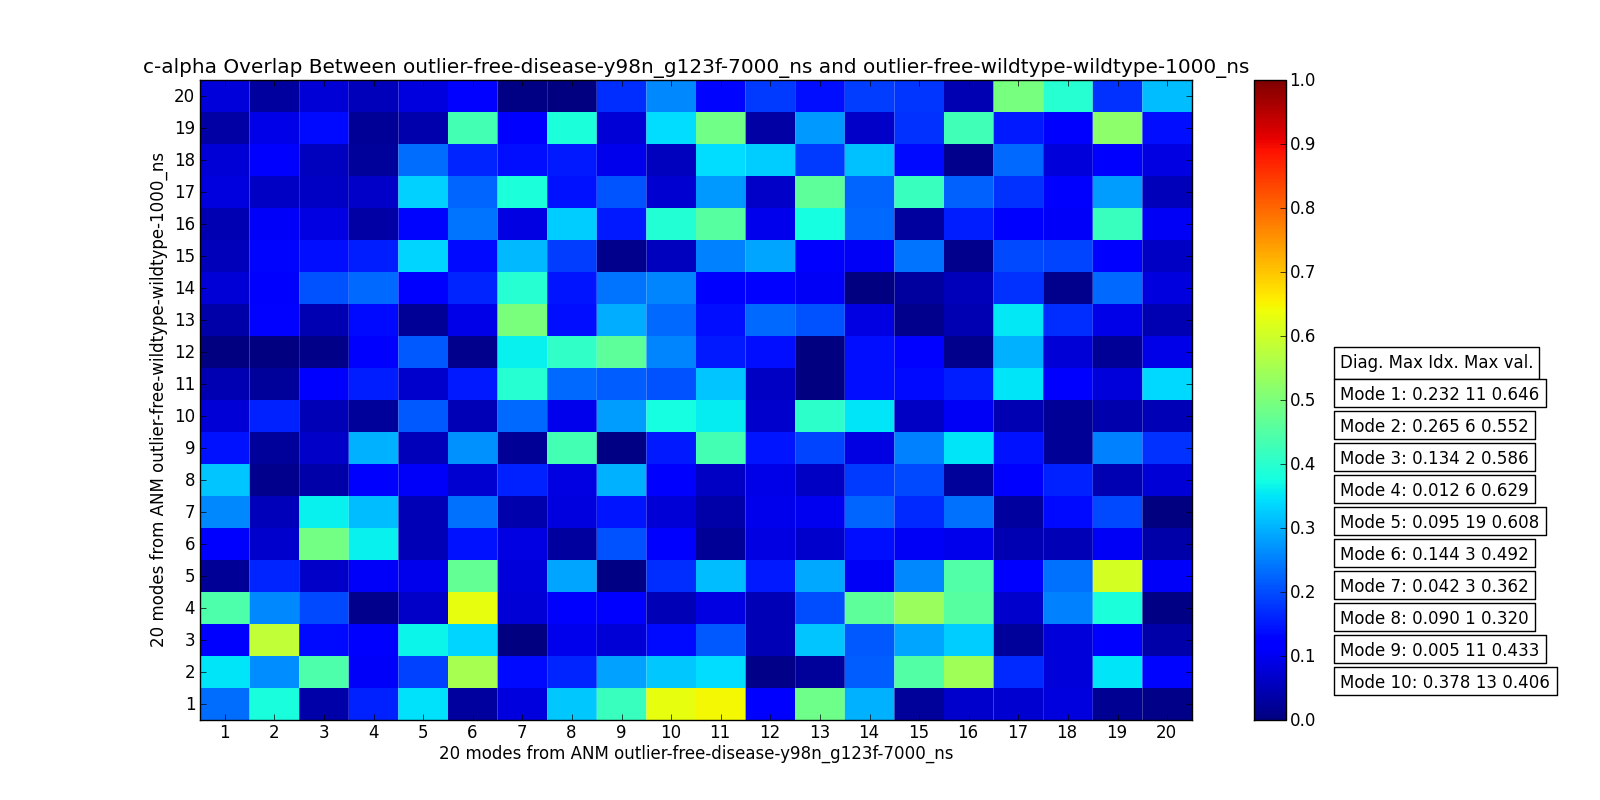 c-alpha Overlap Between outlier-free-disease-y98n_g123f-7000_ns and outlier-free-wildtype-wildtype-1000_ns
20 modes from ANM outlier-free-wildtype-wildtype-1000_ns
20
19
18
17
16
15
14
13
12
11
10
9
8
7
6
5
4
3
2
1
1 2 3 4 5 6 7 8 9 10 11 12 13 14 15 16 17 18 19 20
20 modes from ANM outlier-free-disease-y98n_g123f-7000_ns
1.0
0.9
0.8
0.7
0.6
0.5
0.4
0.3
0.2
0.1
0.0
Diag. Max Idx. Max val.
Mode 1: 0.232 11 0.646
Mode 2: 0.265 6 0.552
Mode 3: 0.134 2 0.586
Mode 4: 0.012 6 0.629
Mode 5: 0.095 19 0.608
Mode 6: 0.144 3 0.492
Mode 7: 0.042 3 0.362
Mode 8: 0.090 1 0.320
Mode 9: 0.005 11 0.433
Mode 10: 0.378 13 0.406